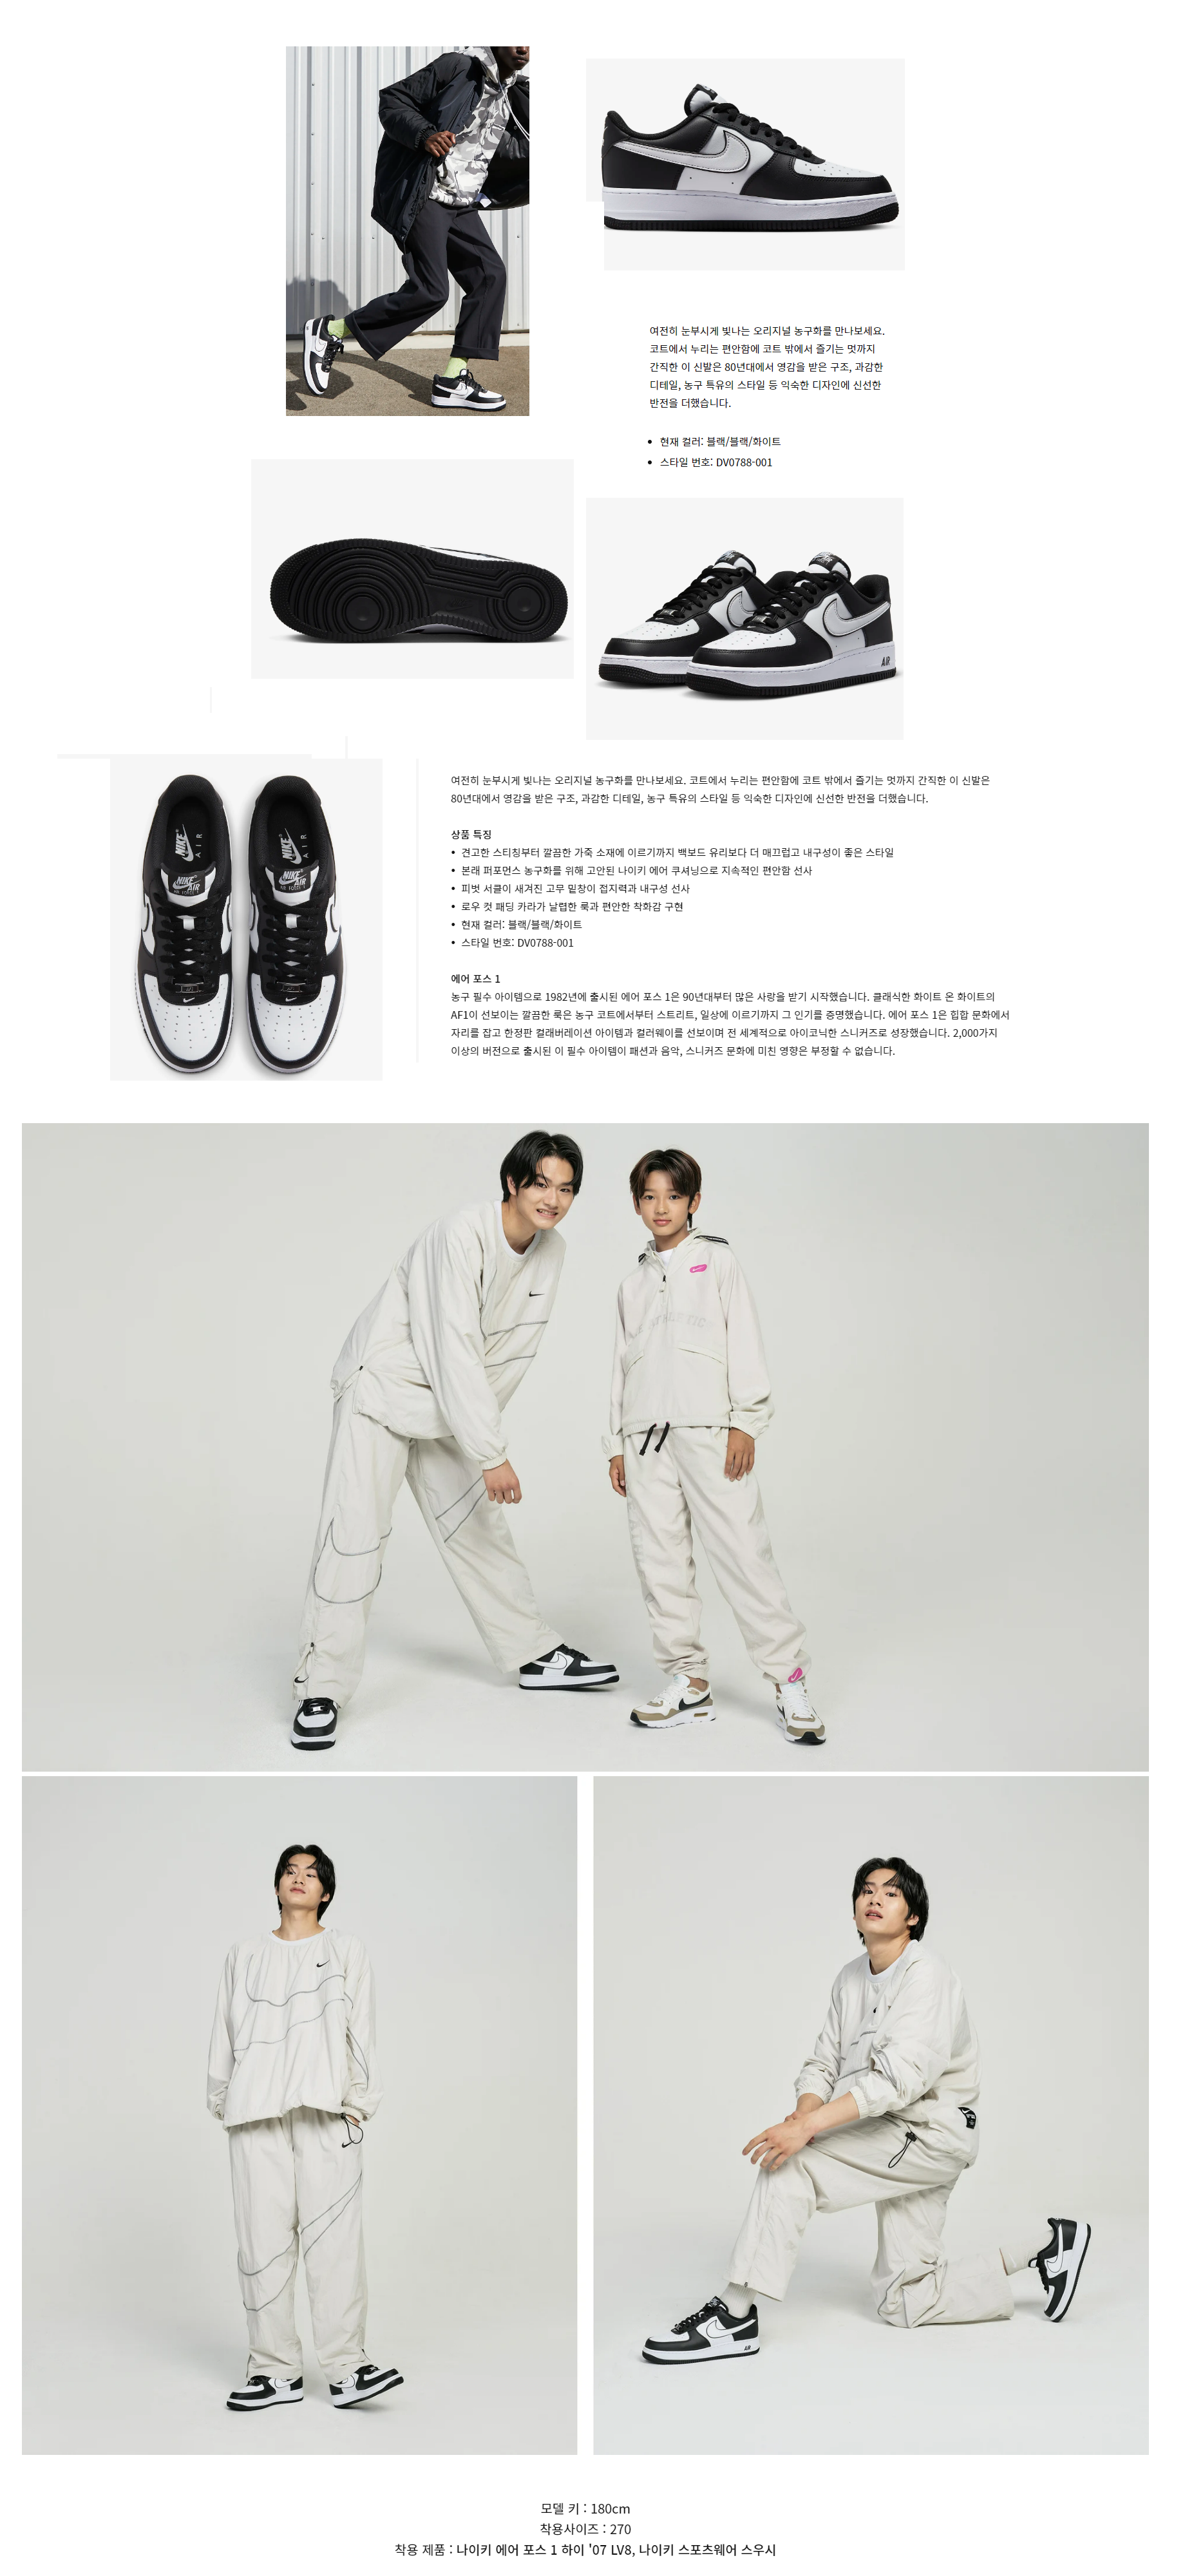 여전히 눈부시게 빛나는 오리지널 농구화를 만나보세요.
코트에서 누리는 편안함에 코트 밖에서 즐기는 멋까지
간직한 이 신발은 80년대에서 영감을 받은 구조, 과감한
디테일, 농구 특유의 스타일 등 익숙한 디자인에 신선한
반전을 더했습니다.
• 현재 컬러: 블랙/블랙/화이트
• 스타일 번호: DV0788-001
AIR
여전히 눈부시게 빛나는 오리지널 농구화를 만나보세요. 코트에서 누리는 편안함에 코트 밖에서 즐기는 멋까지 간직한 이 신발은
80년대에서 영감을 받은 구조, 과감한 디테일, 농구 특유의 스타일 등 익숙한 디자인에 신선한 반전을 더했습니다.
NIKE
AIR
NIKE
AIR
NIKE
AIR
NIKE
AIR
상품 특징
• 견고한 스티칭부터 깔끔한 가죽 소재에 이르기까지 백보드 유리보다 더 매끄럽고 내구성이 좋은 스타일
• 본래 퍼포먼스 농구화를 위해 고안된 나이키 에어 쿠셔닝으로 지속적인 편안함 선사
• 피벗 서클이 새겨진 고무 밑창이 접지력과 내구성 선사
• 로우 컷 패딩 카라가 날렵한 룩과 편안한 착화감 구현
• 현재 컬러: 블랙/블랙/화이트
• 스타일 번호: DV0788-001
에어 포스 1
농구 필수 아이템으로 1982년에 출시된 에어 포스 1은 90년대부터 많은 사랑을 받기 시작했습니다. 클래식한 화이트 온 화이트의
AF1이 선보이는 깔끔한 룩은 농구 코트에서부터 스트리트, 일상에 이르기까지 그 인기를 증명했습니다. 에어 포스 1은 힙합 문화에서
자리를 잡고 한정판 컬래버레이션 아이템과 컬러웨이를 선보이며 전 세계적으로 아이코닉한 스니커즈로 성장했습니다. 2,000가지
이상의 버전으로 출시된 이 필수 아이템이 패션과 음악, 스니커즈 문화에 미친 영향은 부정할 수 없습니다.
AIR
모델 키 : 180cm
착용사이즈 : 270
착용 제품 : 나이키 에어 포스 1 하이 '07 LV8, 나이키 스포츠웨어 스우시